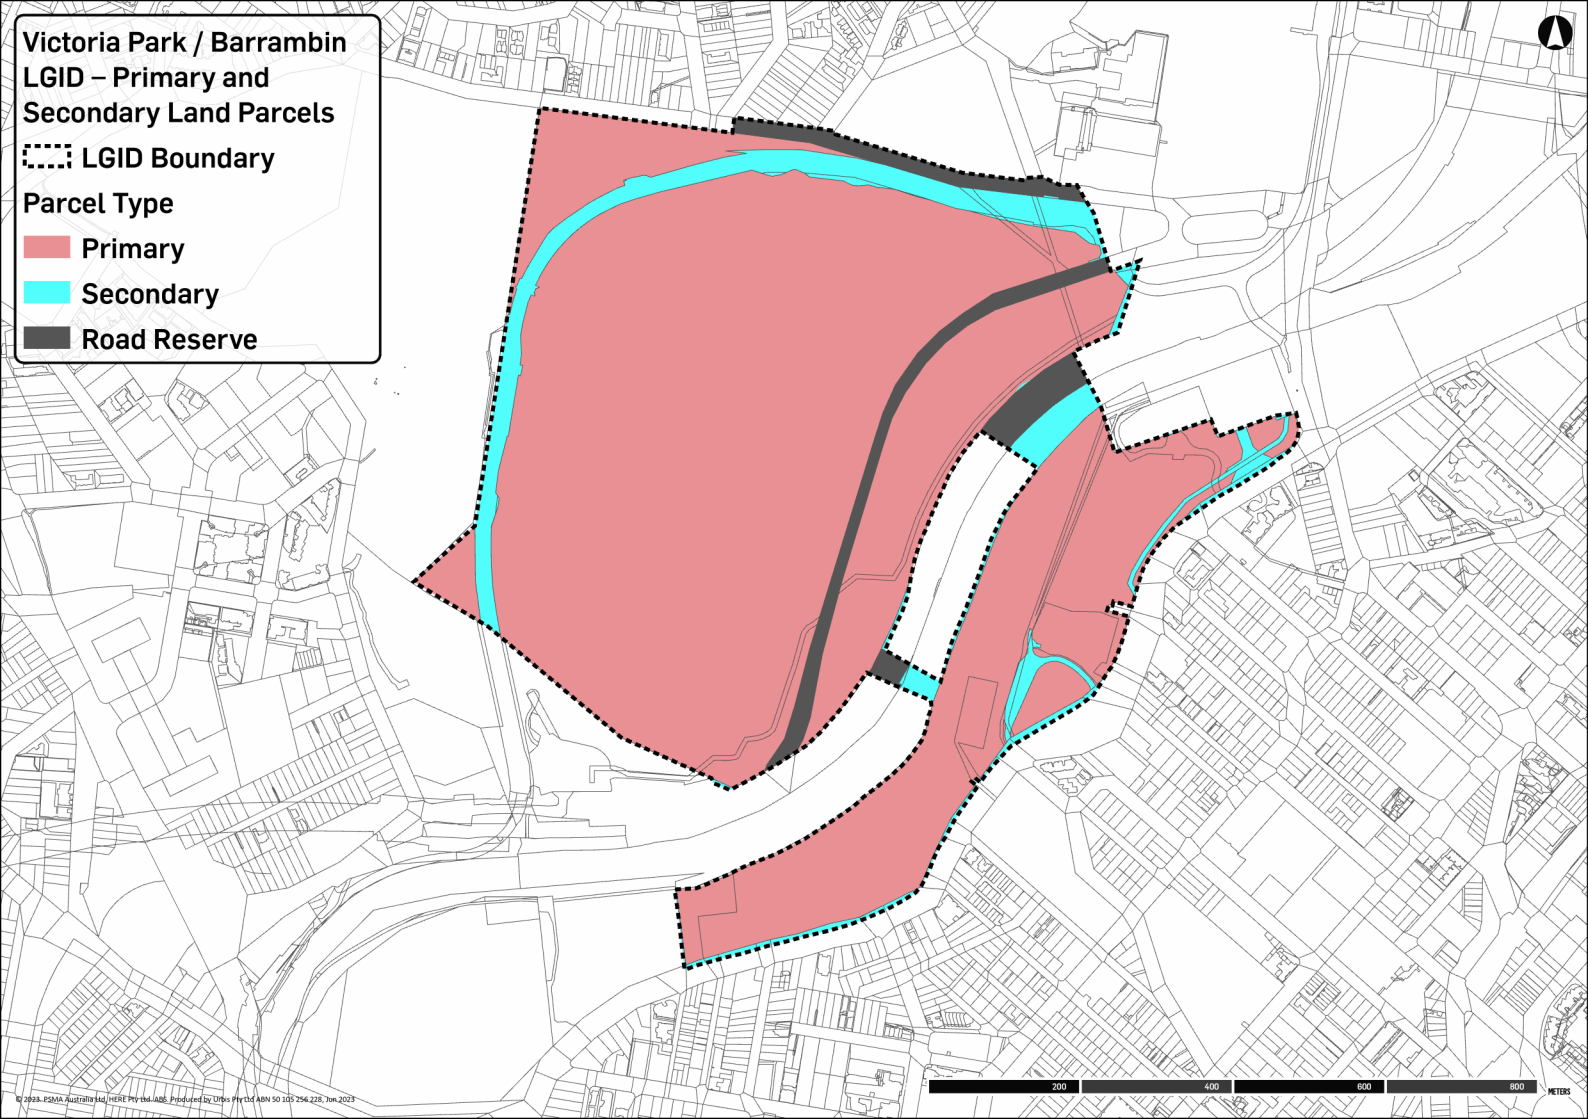 Victoria Park / Barrambin
LGID – Primary and
Secondary Land Parcels
LGID Boundary
Parcel Type
Primary
Secondary
Road Reserve
200 400 600 800
METERS
© 2023. PSMA Australia Ltd, HERE Pty Ltd. ABS. Produced by Urbis Pty Ltd ABN 50 105 256 228, Jun 2023